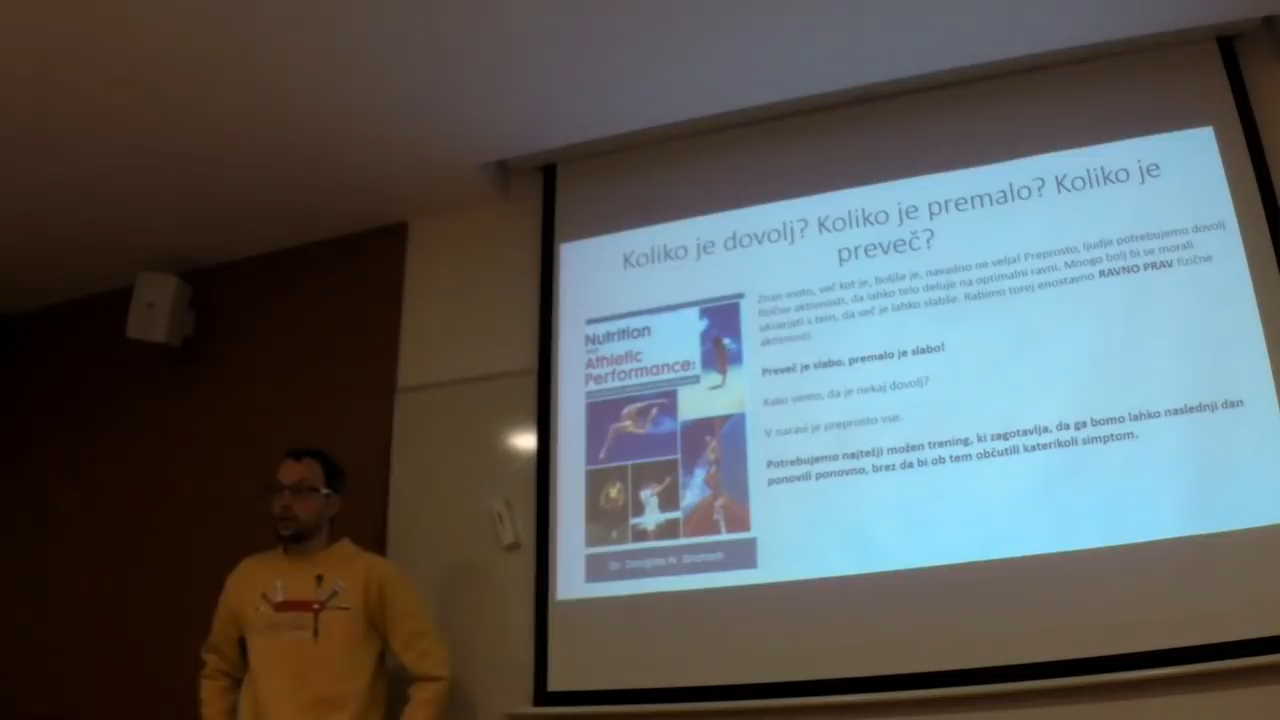 Koliko je dovolj? Koliko je premalo? Koliko je
preveč?
Znan moto, več kot je, boljše je, navadno ne velja! Preprosto, ljudje potrebujemo dovolj
fizične aktivnosti, da lahko telo deluje na optimalni ravni. Mnogo bolj bi se morali
ukvarjati s tem, da več je lahko slabše. Rabimo torej enostavno RAVNO PRAV fizične
aktivnosti.
Preveč je slabo, premalo je slabo!
Kako vemo, da je nekaj dovolj?
V naravi je preprosto vse.
Potrebujemo najtežji možen trening, ki zagotavlja, da ga bomo lahko naslednji dan
ponovili ponovno, brez da bi ob tem občutili katerikoli simptom.
Nutrition
and
Athletic
Performance:
Dr. Douglas N. Graham